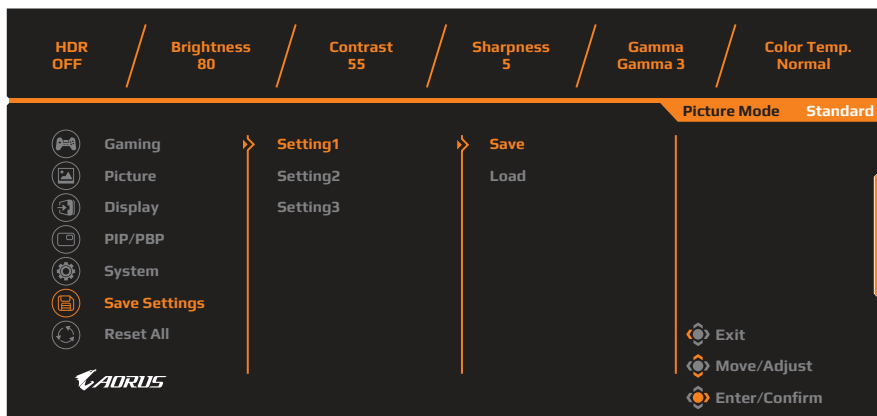 HDR
OFF
Brightness
80
Contrast
55
Sharpness
5
Gamma
Gamma 3
Color Temp.
Normal
Picture Mode Standard
Gaming
Picture
Display
PIP/PBP
System
Save Settings
Reset All
Setting1
Setting2
Setting3
Save
Load
Exit
Move/Adjust
Enter/Confirm
AORUS